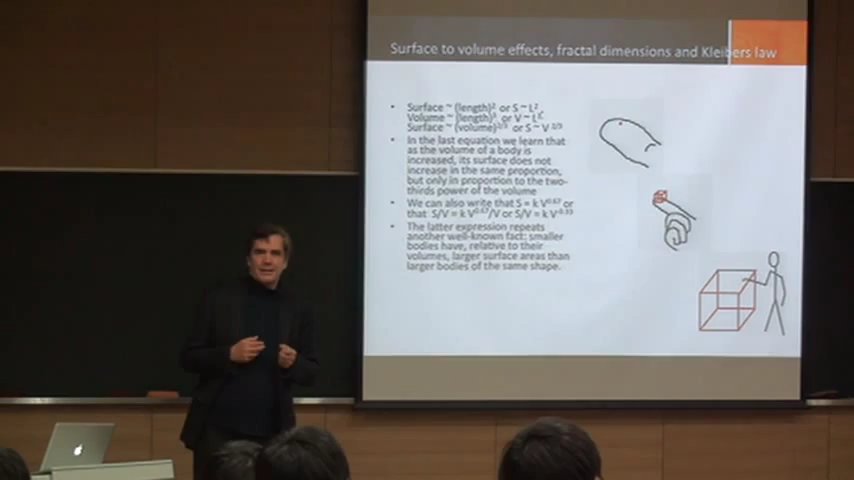 Surface to volume effects, fractal dimensions and Kleibers law
• Surface ~ (length)² or S ~ L²,
Volume ~ (length)³ or V ~ L³,
Surface ~ (volume)²/³ or S ~ V ²/³
• In the last equation we learn that
as the volume of a body is
increased, its surface does not
increase in the same proportion,
but only in proportion to the two-
thirds power of the volume
• We can also write that S = k V⁰·⁶⁷ or
that S/V = k V⁰·⁶⁷/V or S/V = k V⁻⁰·³³
• The latter expression repeats
another well-known fact: smaller
bodies have, relative to their
volumes, larger surface areas than
larger bodies of the same shape.